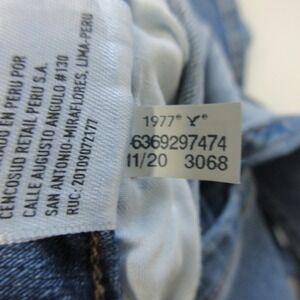 EN PERU POR
CENCOSUD RETAIL PERU S.A.
CALLE AUGUSTO ANGULO #130
SAN ANTONIO-MIRAFLORES, LIMA-PERU
RUC: 20109072177
1977® Y®
6369297474
11/20 3068